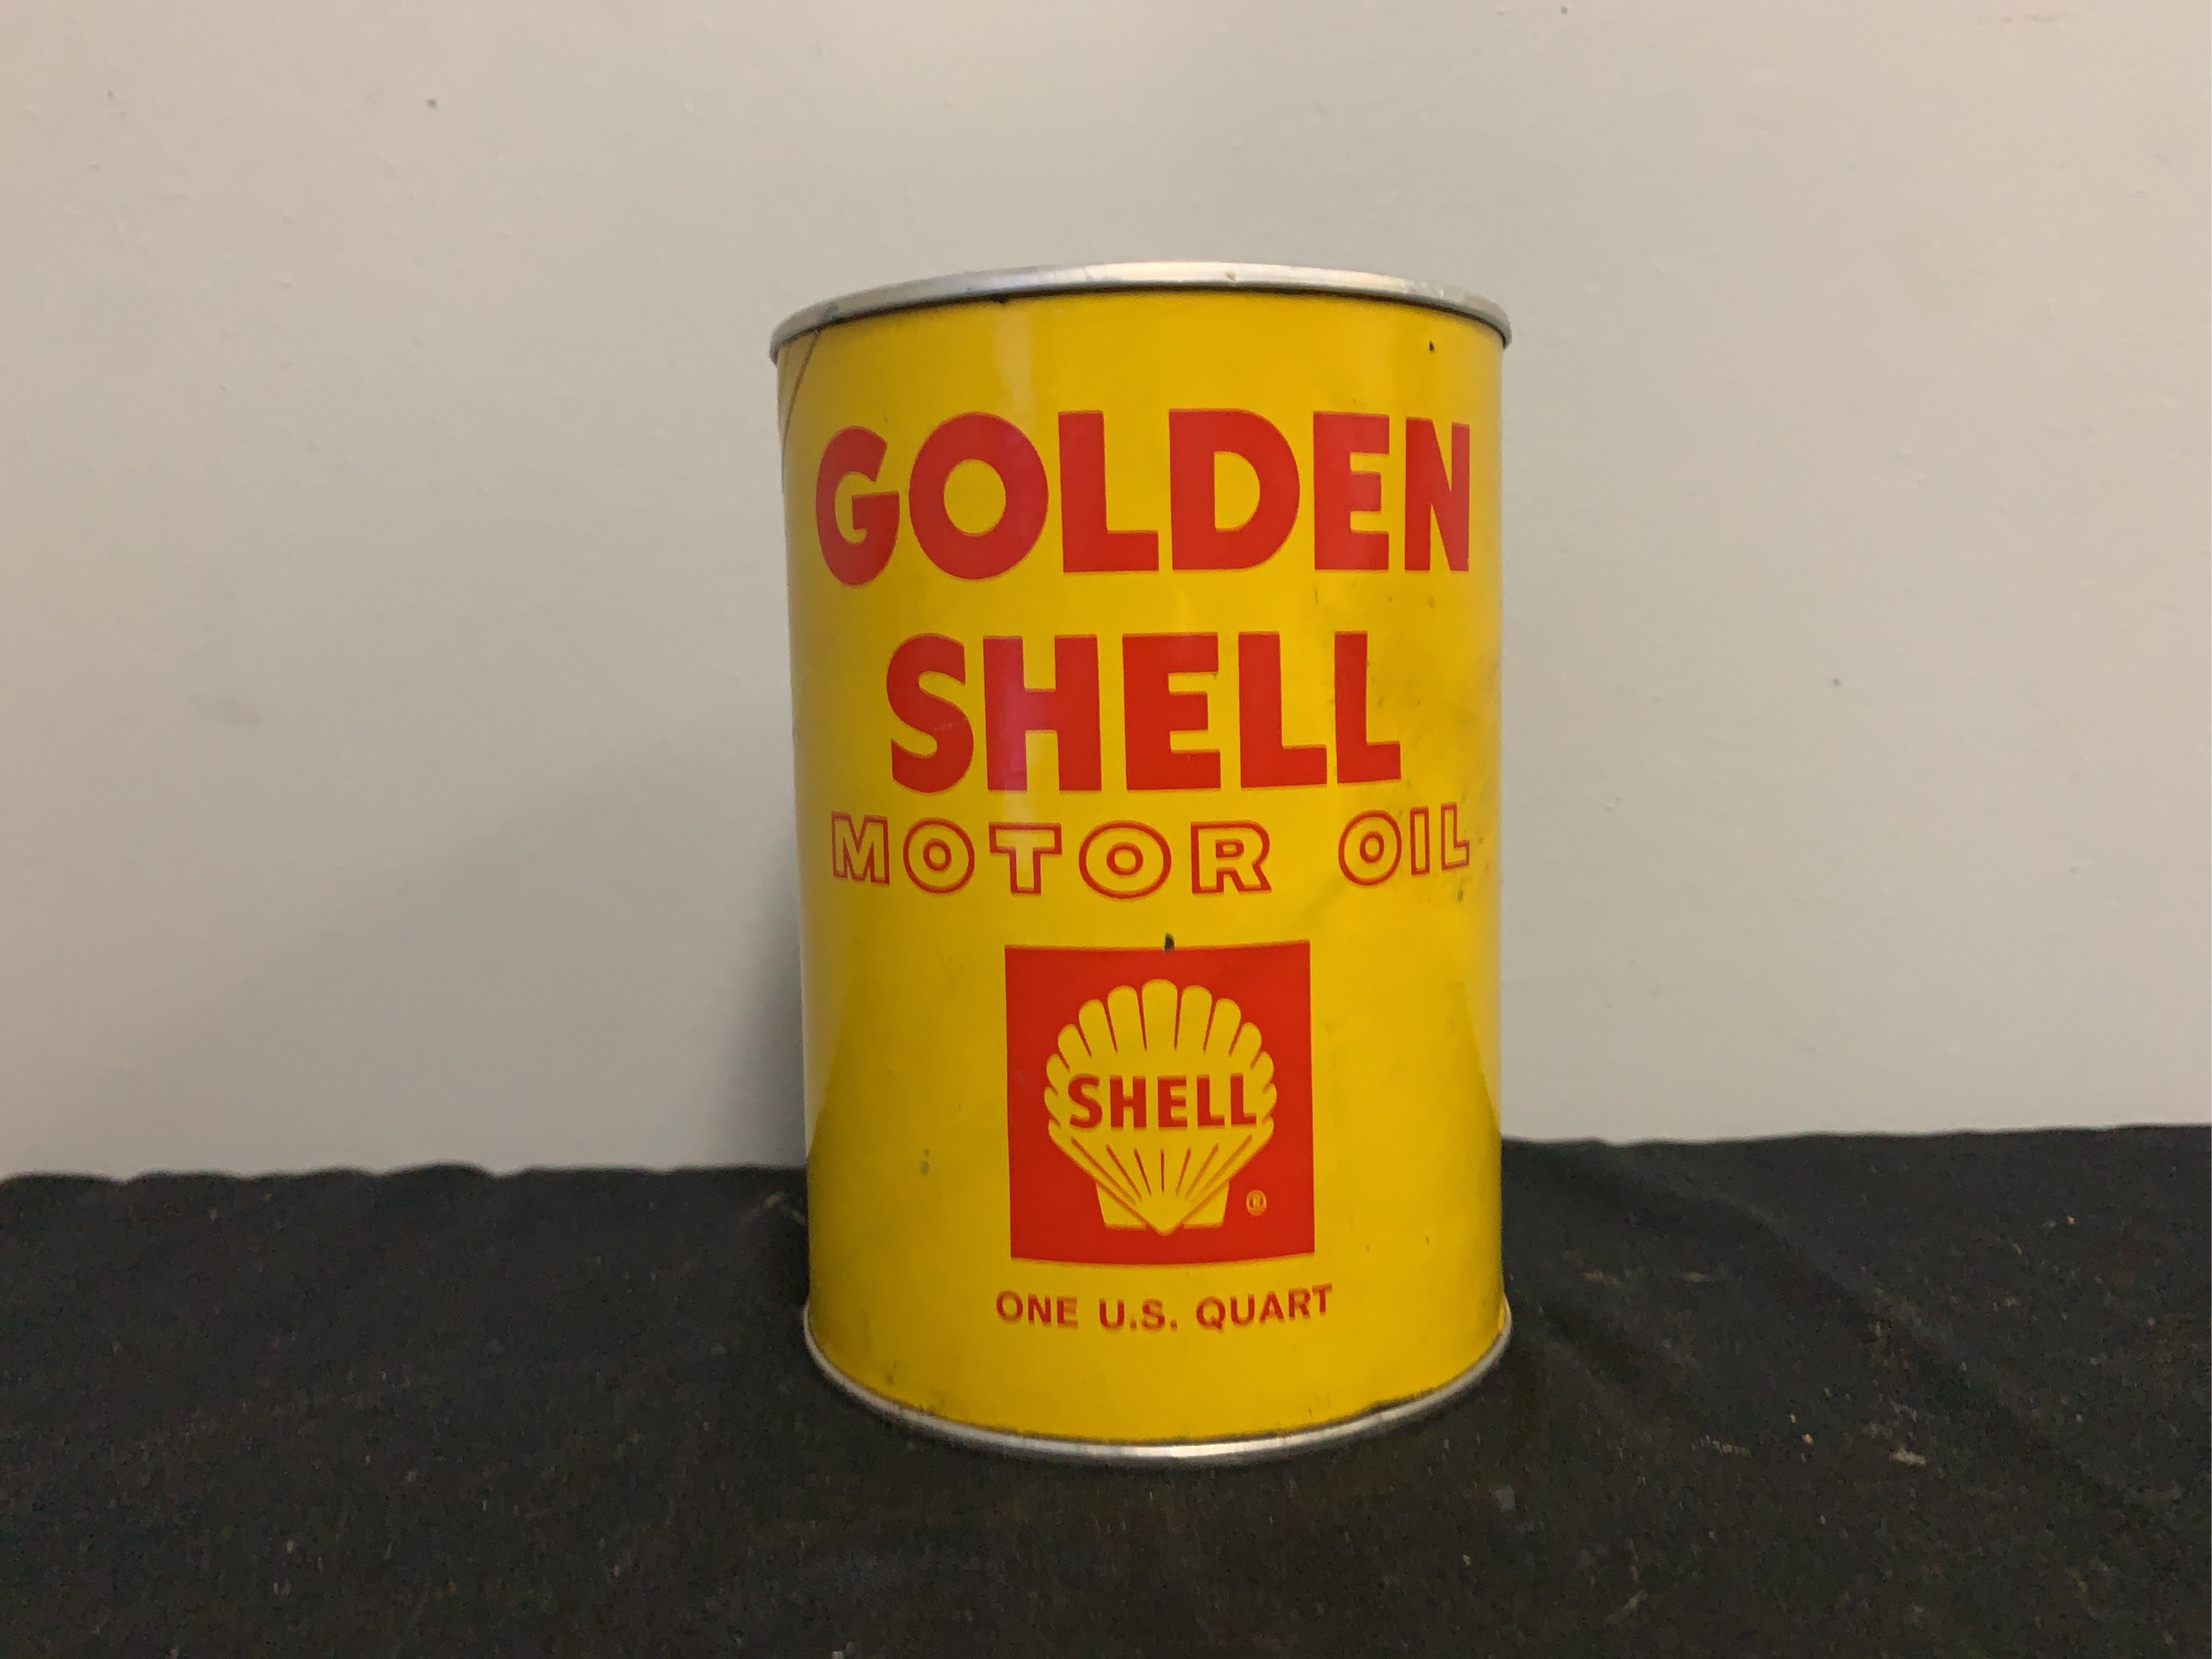 GOLDEN
SHELL
MOTOR OIL
SHELL
®
ONE U.S. QUART